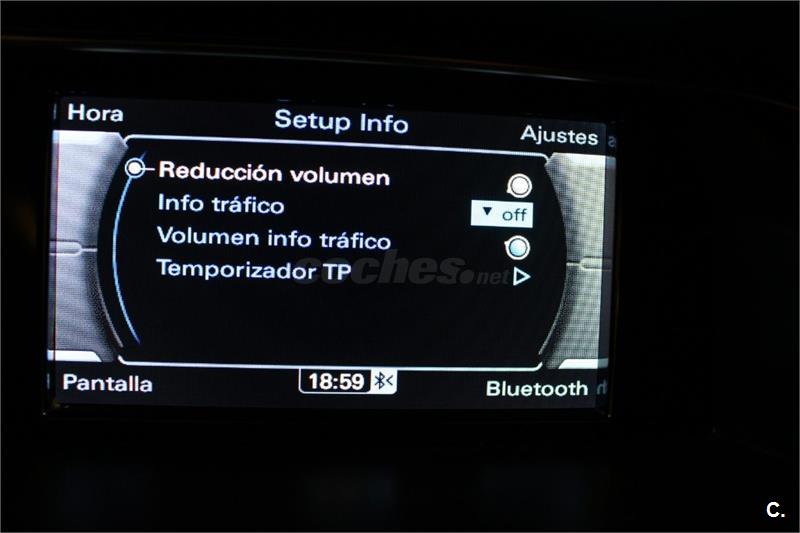 Hora
Setup Info
Ajustes
Reducción volumen
Info tráfico
off
Volumen info tráfico
Temporizador TP
coches.net
Pantalla
18:59
Bluetooth
C.